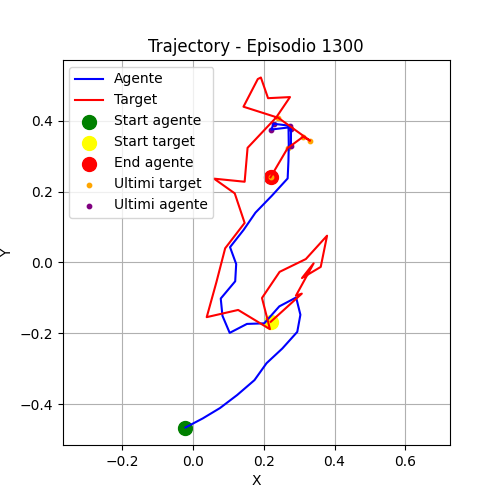 Trajectory - Episodio 1300
Agente
Target
Start agente
Start target
End agente
Ultimi target
Ultimi agente
Y
0.4
0.2
0.0
−0.2
−0.4
−0.2
0.0
0.2
0.4
0.6
X